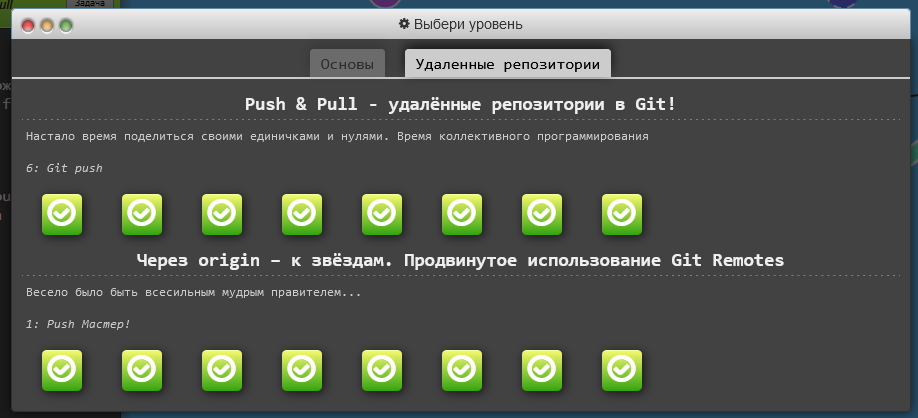 ull
Задача
Выбери уровень
Основы
Удаленные репозитории
Push & Pull - удалённые репозитории в Git!
Настало время поделиться своими единичками и нулями. Время коллективного программирования
6: Git push
Через origin – к звёздам. Продвинутое использование Git Remotes
Весело было быть всесильным мудрым правителем...
1: Push Мастер!